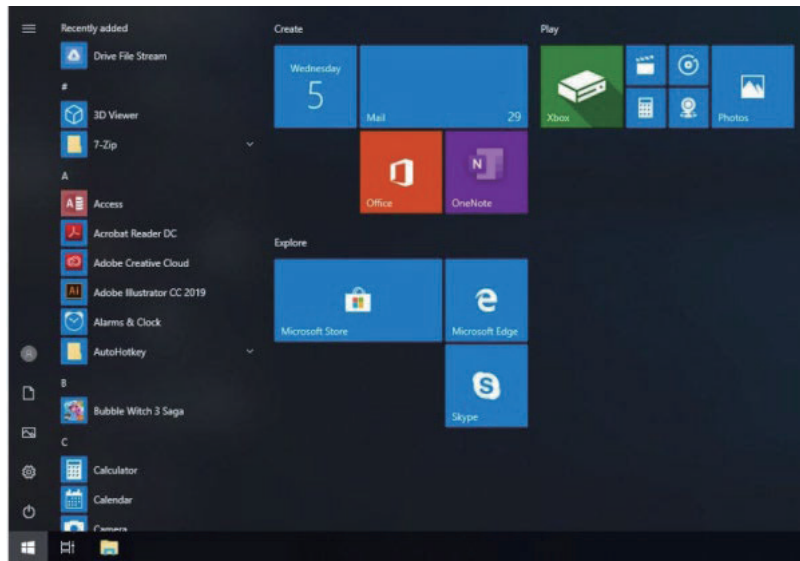 Recently added
Drive File Stream
#
3D Viewer
7-Zip
A
Access
Acrobat Reader DC
Adobe Creative Cloud
Adobe Illustrator CC 2019
Alarms & Clock
AutoHotkey
B
Bubble Witch 3 Saga
C
Calculator
Calendar
Camera
Create
Wednesday
5
Mail 29
Office
OneNote
Explore
Microsoft Store
Microsoft Edge
Skype
Play
Xbox
Photos